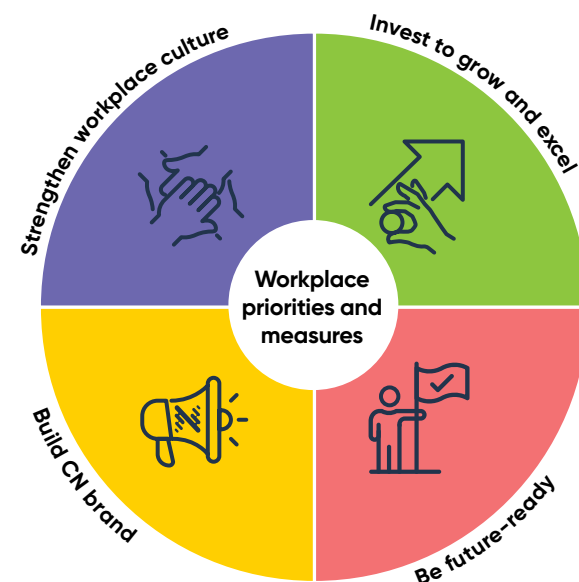 Strengthen workplace culture
Invest to grow and excel
Workplace
priorities and
measures
Build CN brand
Be future-ready